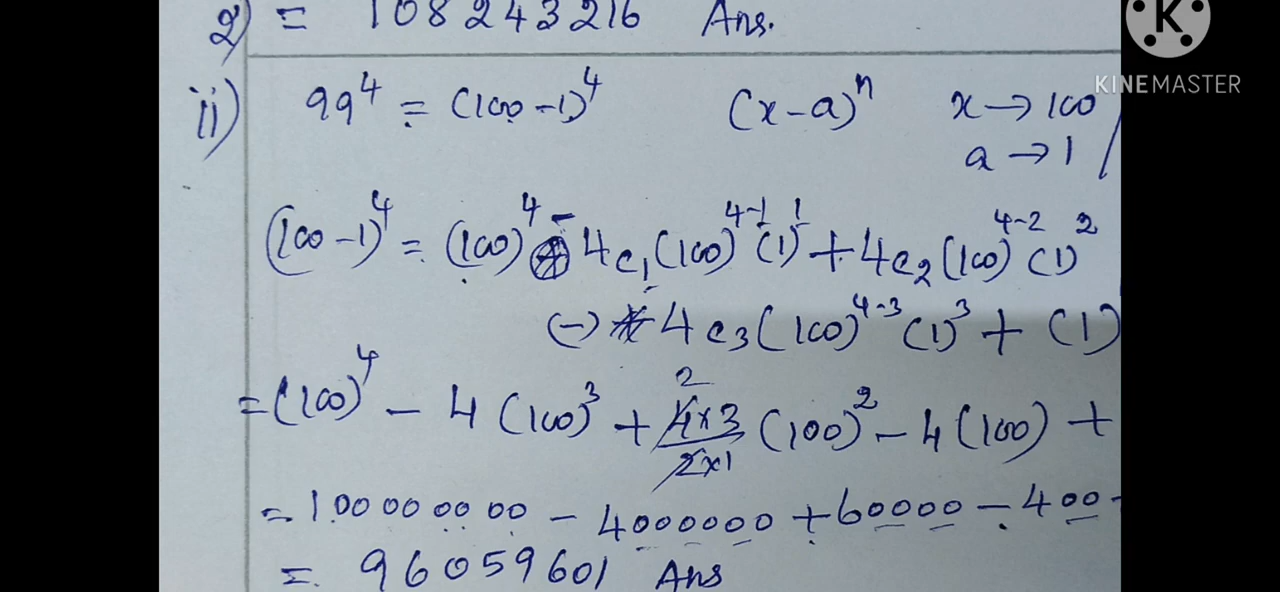 2) = 108243216 Ans.
K
KINEMASTER
ii) 99⁴ = (100-1)⁴ (x-a)ⁿ x→100
a→1
(100-1)⁴ = (100)⁴ - 4c₁(100)⁴⁻¹(1)¹ + 4c₂(100)⁴⁻²(1)²
(-) 4c₃(100)⁴⁻³(1)³ + (1)
= (100)⁴ - 4(100)³ + 2 4×3/2×1 (100)² - 4(100) +
= 100000000 - 4000000 + 60000 - 400
= 96059601 Ans